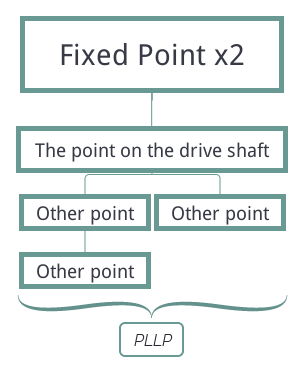 Fixed Point x2
The point on the drive shaft
Other point
Other point
Other point
PLLP